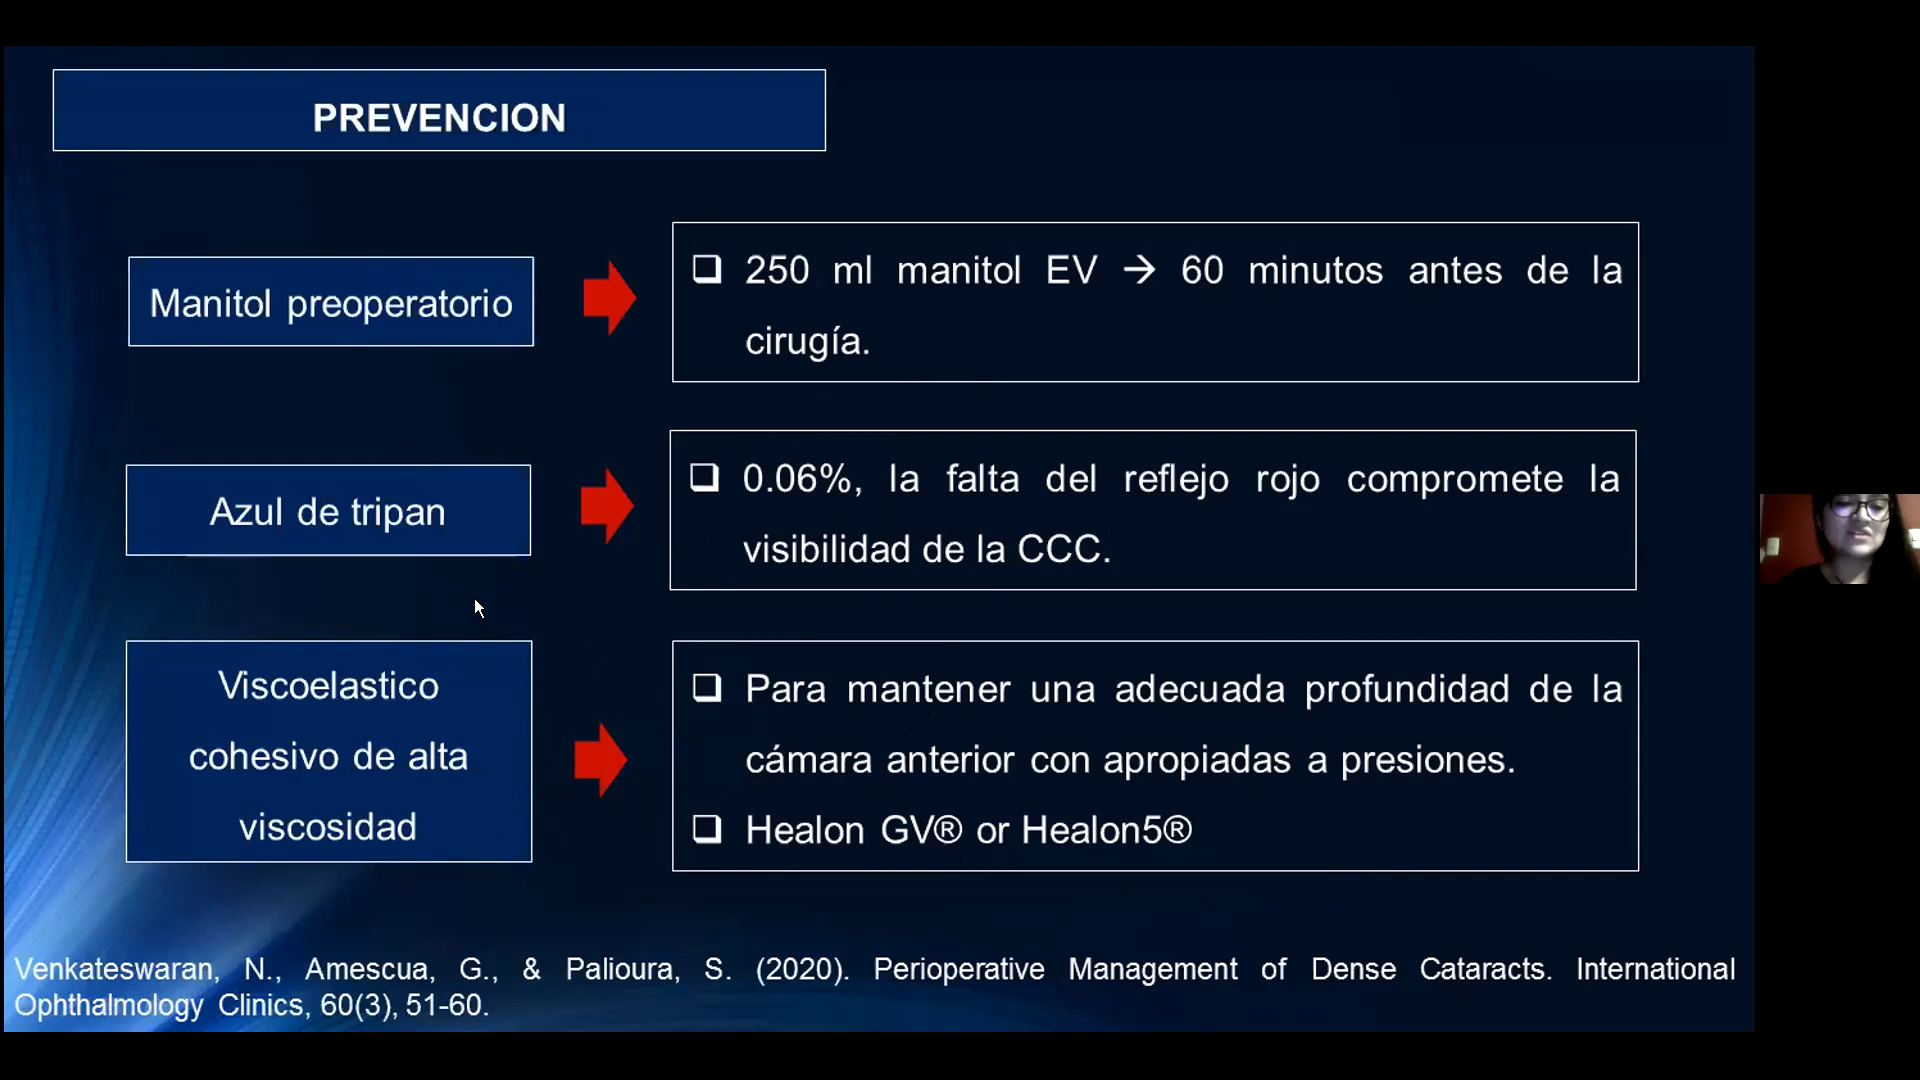 PREVENCION
Manitol preoperatorio
250 ml manitol EV → 60 minutos antes de la
cirugía.
Azul de tripan
0.06%, la falta del reflejo rojo compromete la
visibilidad de la CCC.
Viscoelastico
cohesivo de alta
viscosidad
Para mantener una adecuada profundidad de la
cámara anterior con apropiadas a presiones.
Healon GV® or Healon5®
Venkateswaran, N., Amescua, G., & Palioura, S. (2020). Perioperative Management of Dense Cataracts. International
Ophthalmology Clinics, 60(3), 51-60.